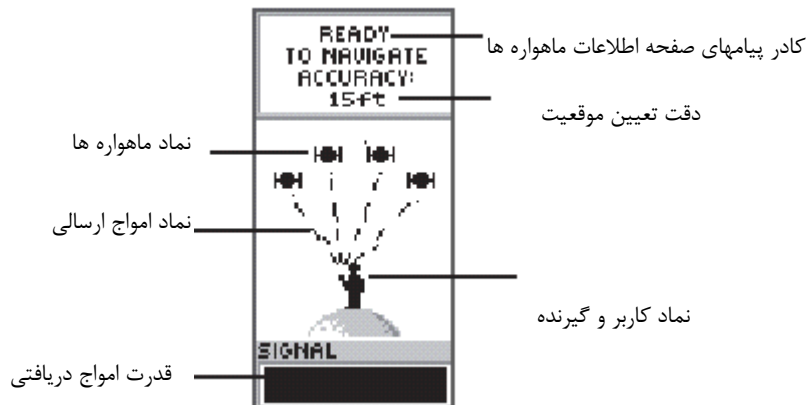 READY
TO NAVIGATE
ACCURACY:
15ft
کادر پیامهای صفحه اطلاعات ماهواره ها
دقت تعیین موقعیت
نماد ماهواره ها
نماد امواج ارسالی
نماد کاربر و گیرنده
SIGNAL
قدرت امواج دریافتی